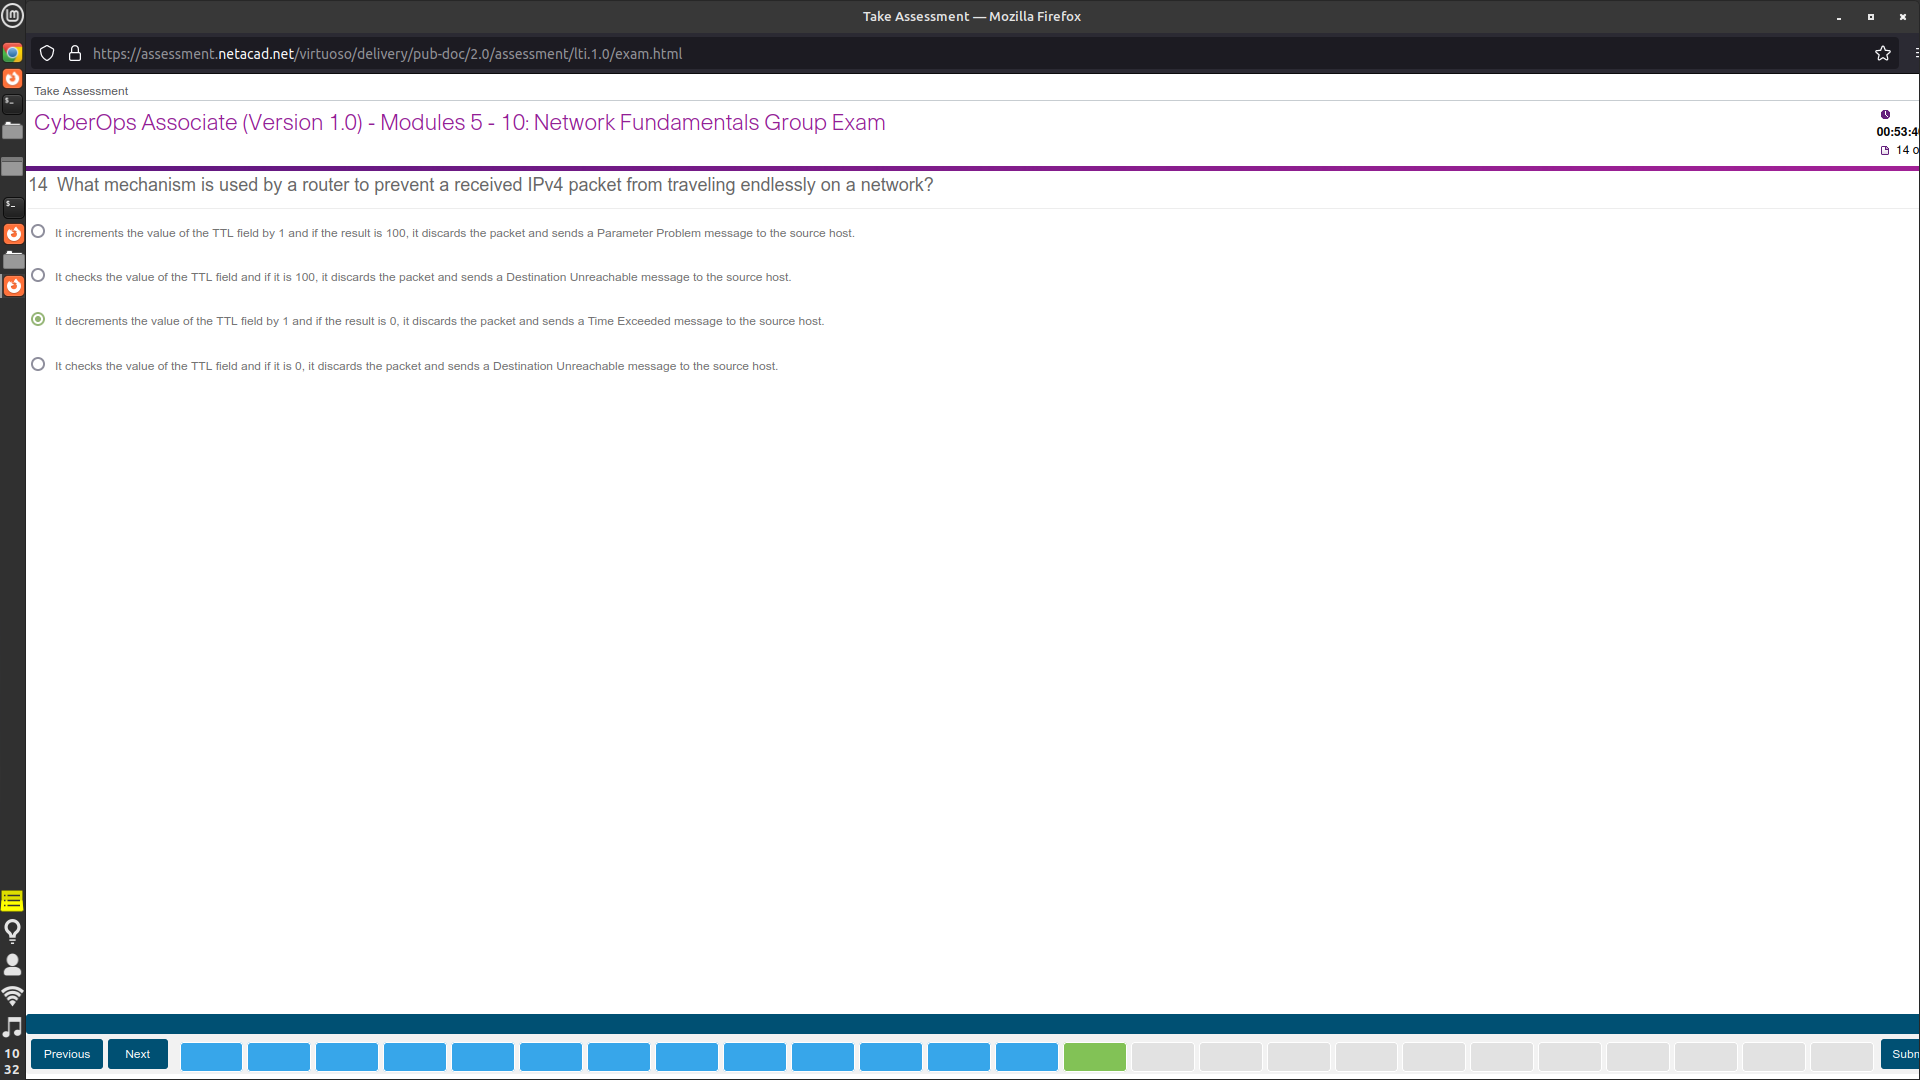 Take Assessment — Mozilla Firefox
https://assessment.netacad.net/virtuoso/delivery/pub-doc/2.0/assessment/lti.1.0/exam.html
Take Assessment
CyberOps Associate (Version 1.0) - Modules 5 - 10: Network Fundamentals Group Exam
00:53:4
14 o
14 What mechanism is used by a router to prevent a received IPv4 packet from traveling endlessly on a network?
It increments the value of the TTL field by 1 and if the result is 100, it discards the packet and sends a Parameter Problem message to the source host.
It checks the value of the TTL field and if it is 100, it discards the packet and sends a Destination Unreachable message to the source host.
It decrements the value of the TTL field by 1 and if the result is 0, it discards the packet and sends a Time Exceeded message to the source host.
It checks the value of the TTL field and if it is 0, it discards the packet and sends a Destination Unreachable message to the source host.
Previous Next
10
32